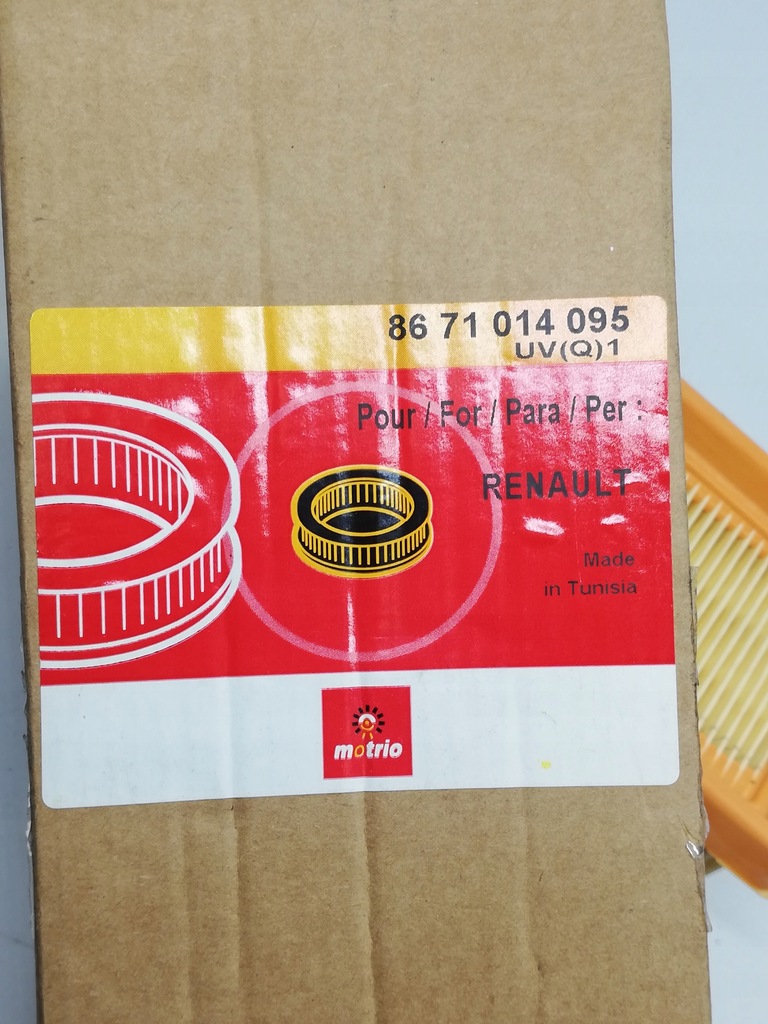 86 71 014 095
UV(Q)1
Pour / For / Para / Per :
RENAULT
Made
in Tunisia
motrio